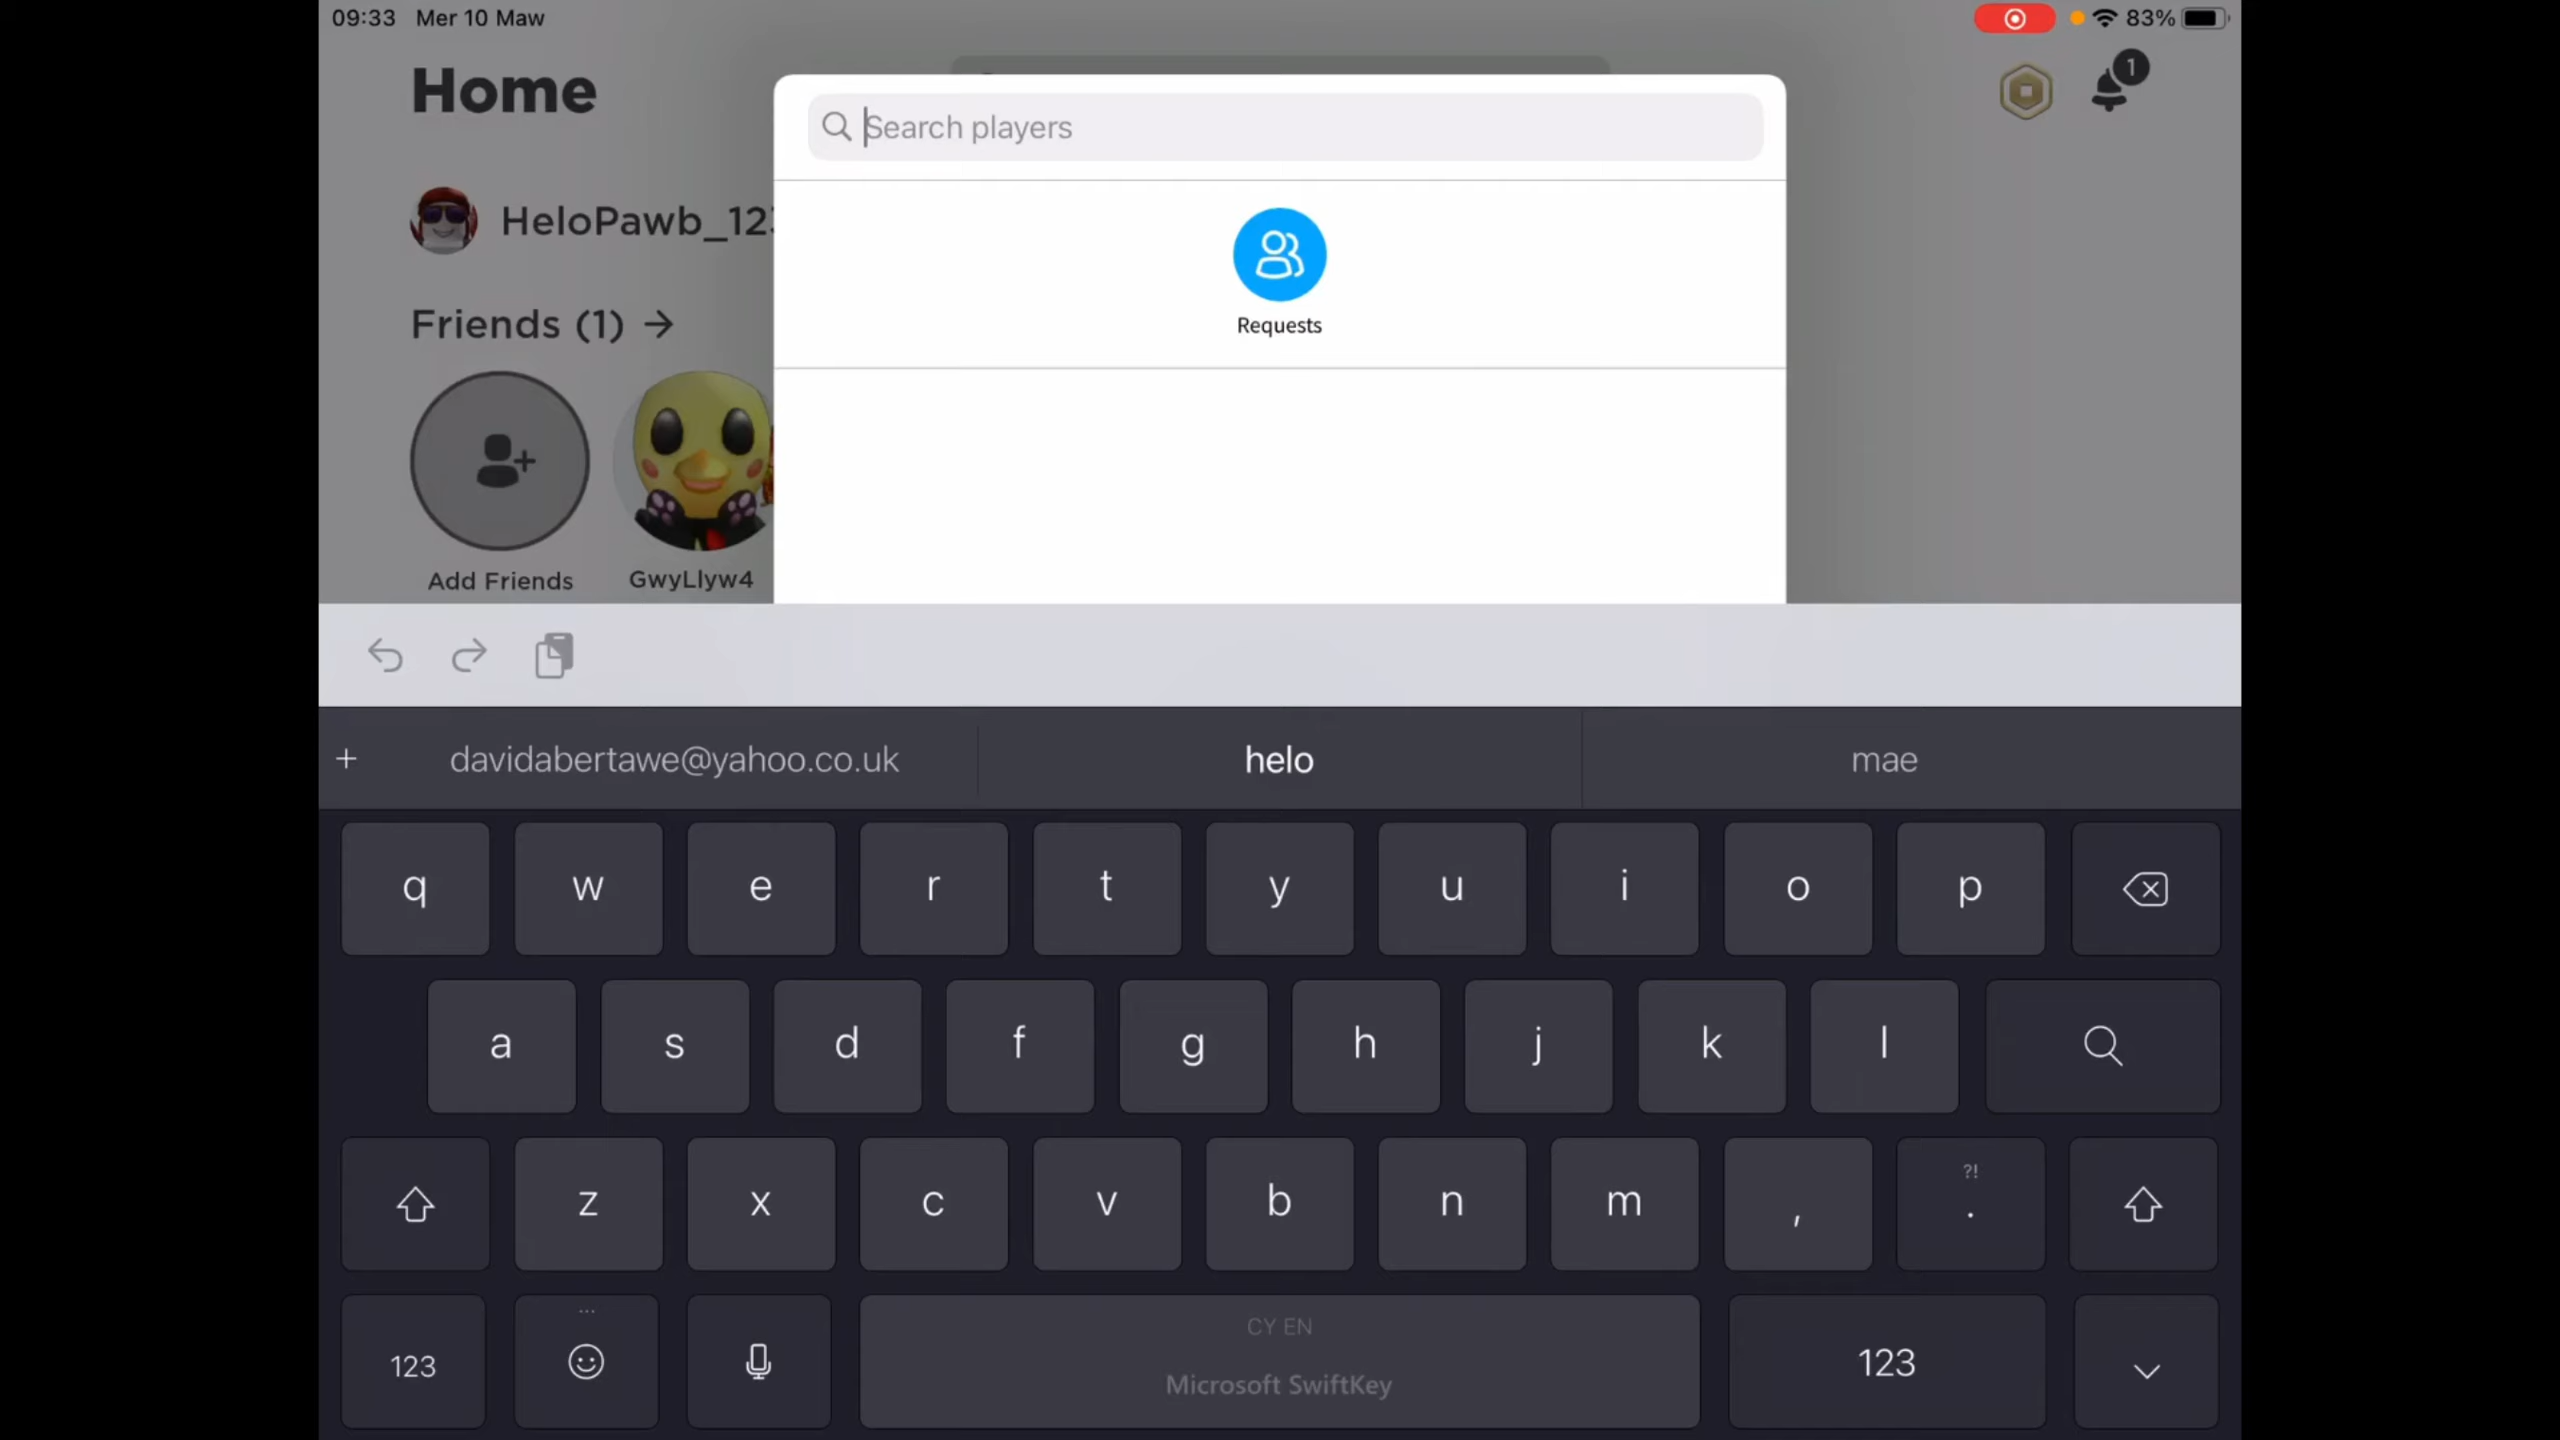 09:33 Mer 10 Maw
83%
Home
1
Search players
HeloPawb_12
Requests
Friends (1) →
Add Friends
GwyLlyw4
+ davidabertawe@yahoo.co.uk helo mae
q w e r t y u i o p
a s d f g h j k l
z x c v b n m , ?! .
123 CY EN 123
Microsoft SwiftKey